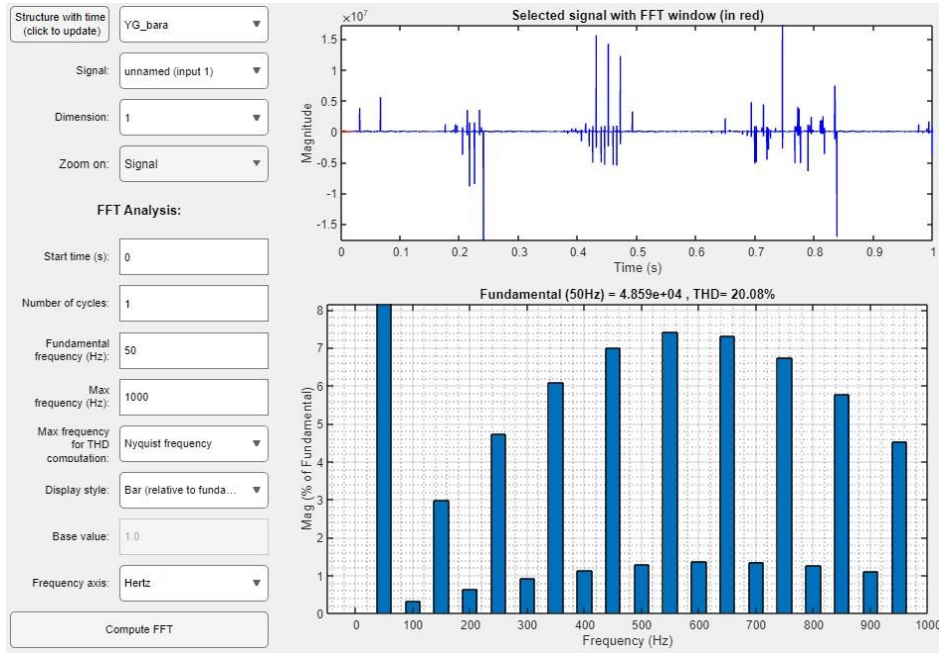 Structure with time
(click to update)
YG_bara
Signal:
unnamed (input 1)
Dimension:
1
Zoom on:
Signal
FFT Analysis:
Start time (s):
0
Number of cycles:
1
Fundamental
frequency (Hz):
50
Max
frequency (Hz):
1000
Max frequency
for THD
computation:
Nyquist frequency
Display style:
Bar (relative to funda...
Base value:
1.0
Frequency axis:
Hertz
Compute FFT
×10⁷
Selected signal with FFT window (in red)
1.5
1
0.5
0
-0.5
-1
-1.5
Magnitude
0 0.1 0.2 0.3 0.4 0.5 0.6 0.7 0.8 0.9 1
Time (s)
Fundamental (50Hz) = 4.859e+04 , THD= 20.08%
8
7
6
5
4
3
2
1
0
Mag (% of Fundamental)
0 100 200 300 400 500 600 700 800 900 1000
Frequency (Hz)